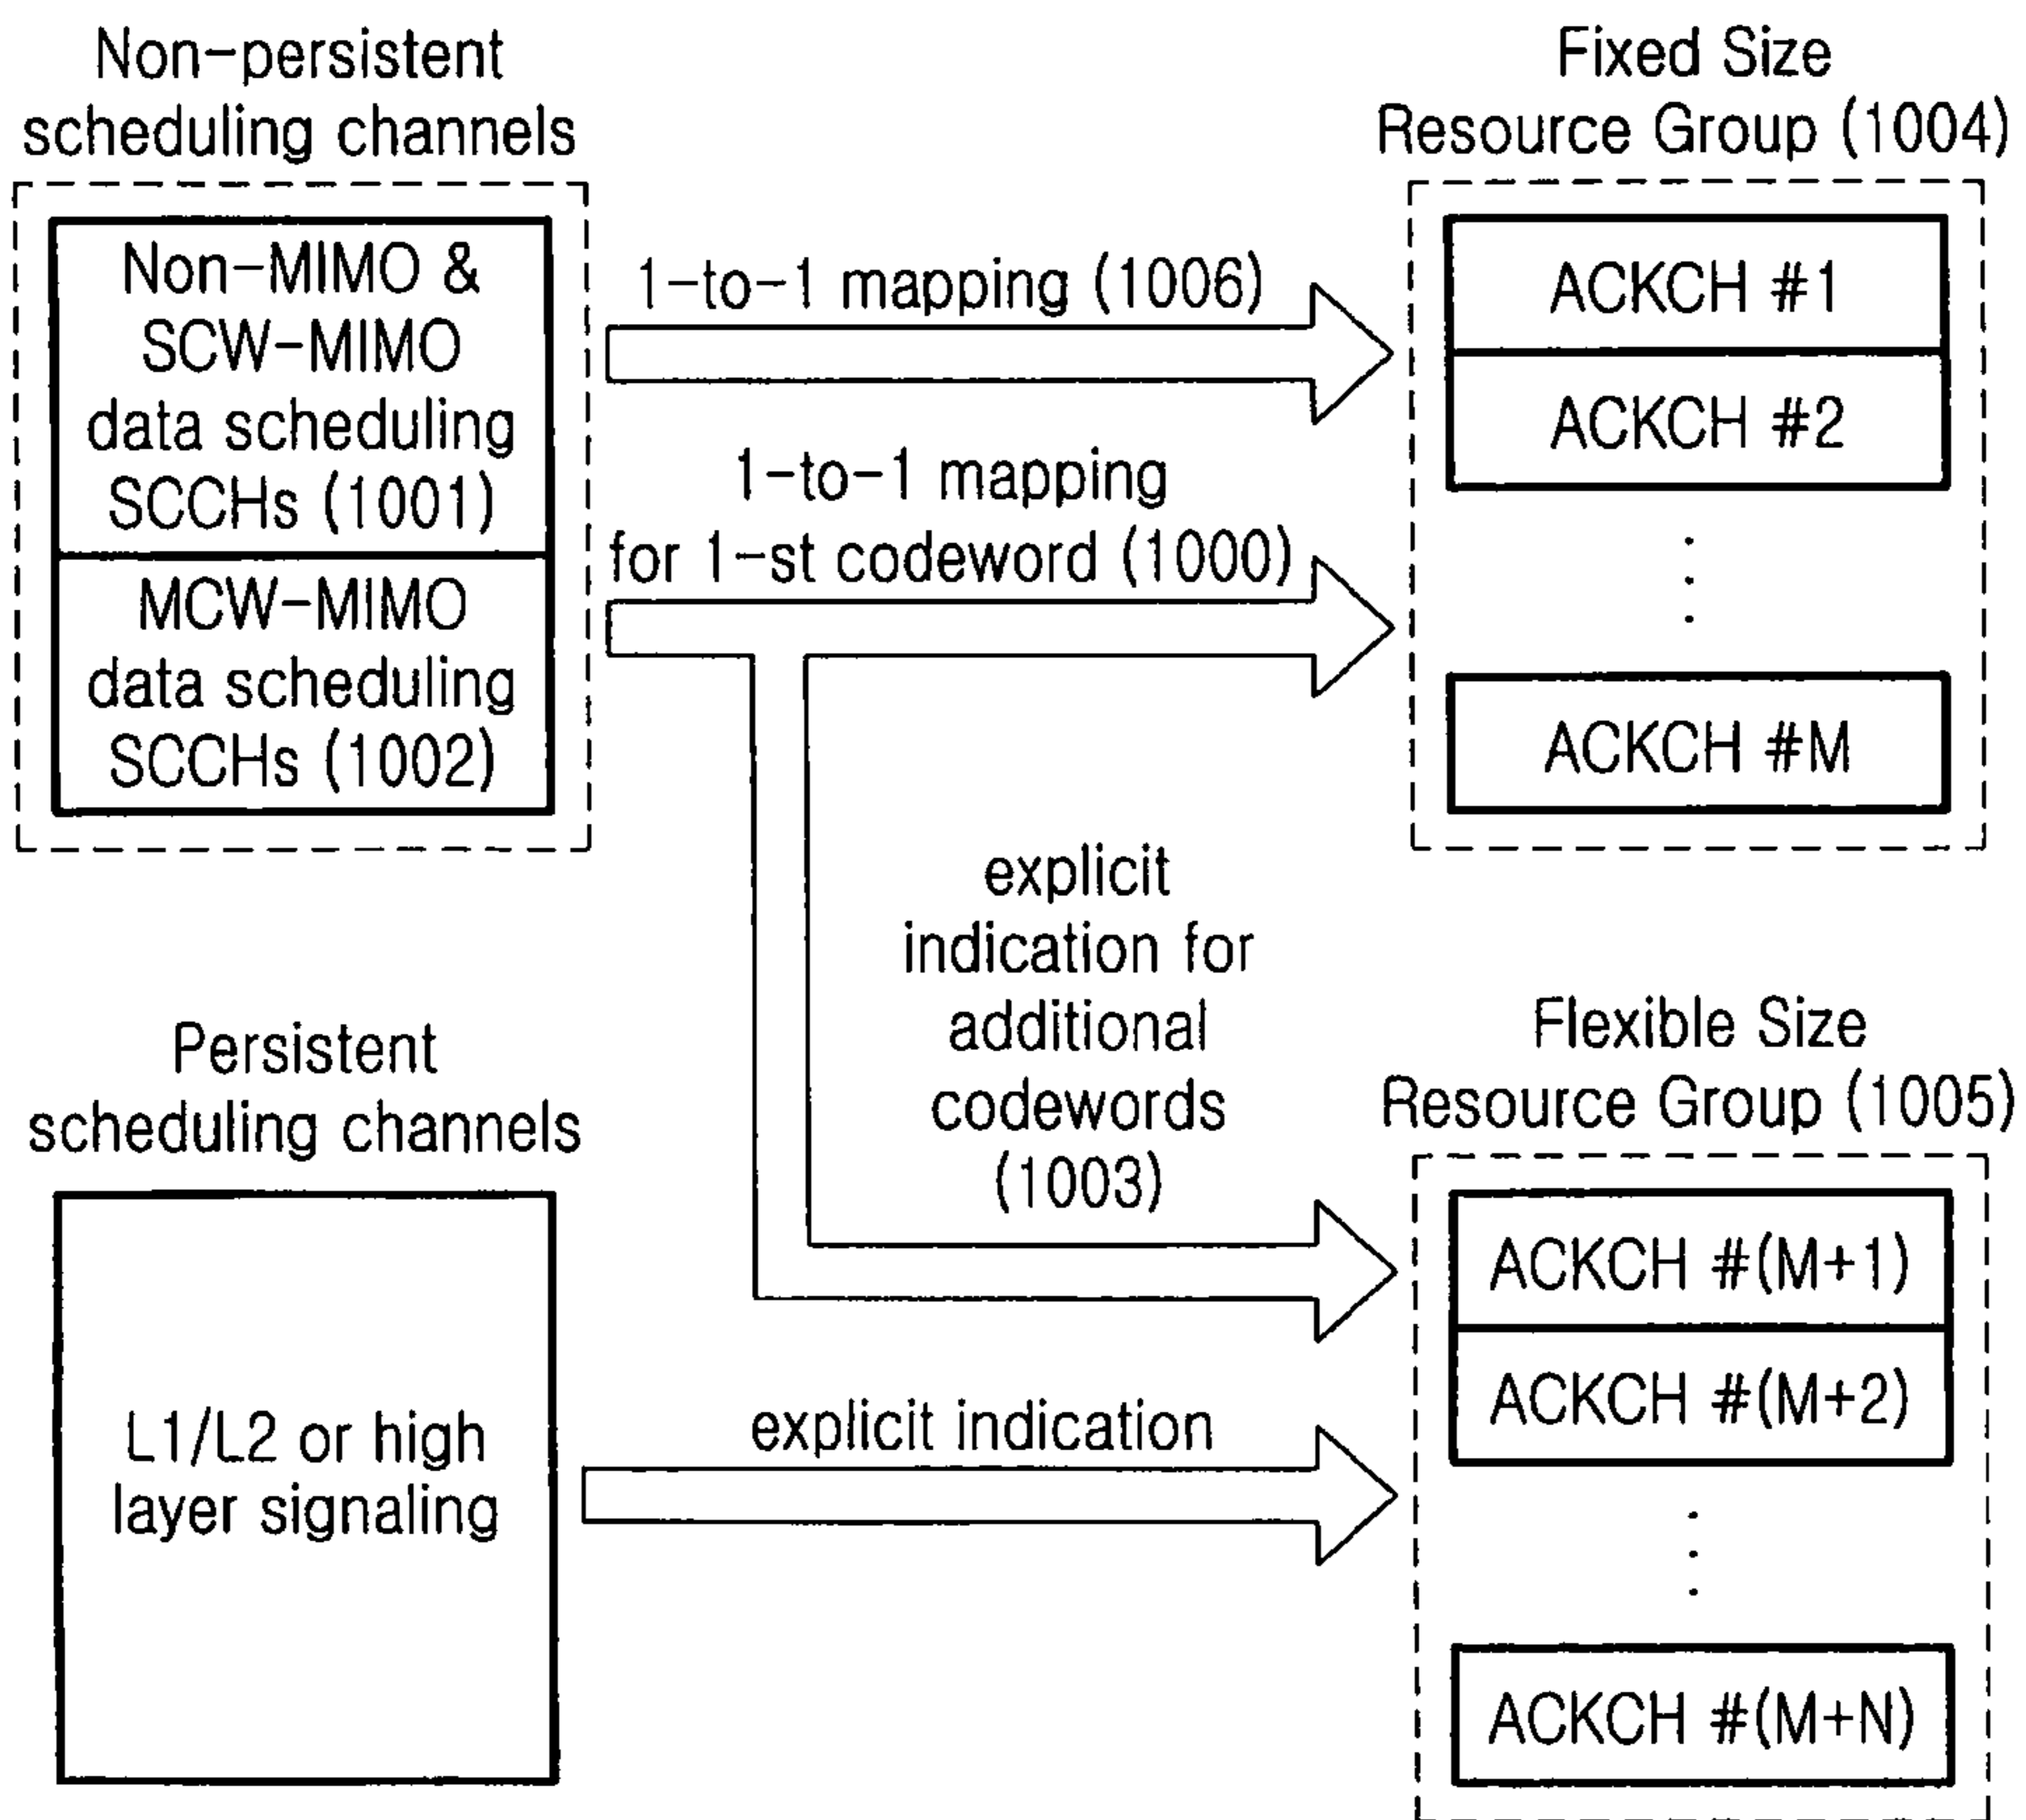 Non-persistent
scheduling channels
Non-MIMO &
SCW-MIMO
data scheduling
SCCHs (1001)
MCW-MIMO
data scheduling
SCCHs (1002)
1-to-1 mapping (1006)
1-to-1 mapping
for 1-st codeword (1000)
Fixed Size
Resource Group (1004)
ACKCH #1
ACKCH #2
ACKCH #M
explicit
indication for
additional
codewords
(1003)
Persistent
scheduling channels
L1/L2 or high
layer signaling
explicit indication
Flexible Size
Resource Group (1005)
ACKCH #(M+1)
ACKCH #(M+2)
ACKCH #(M+N)